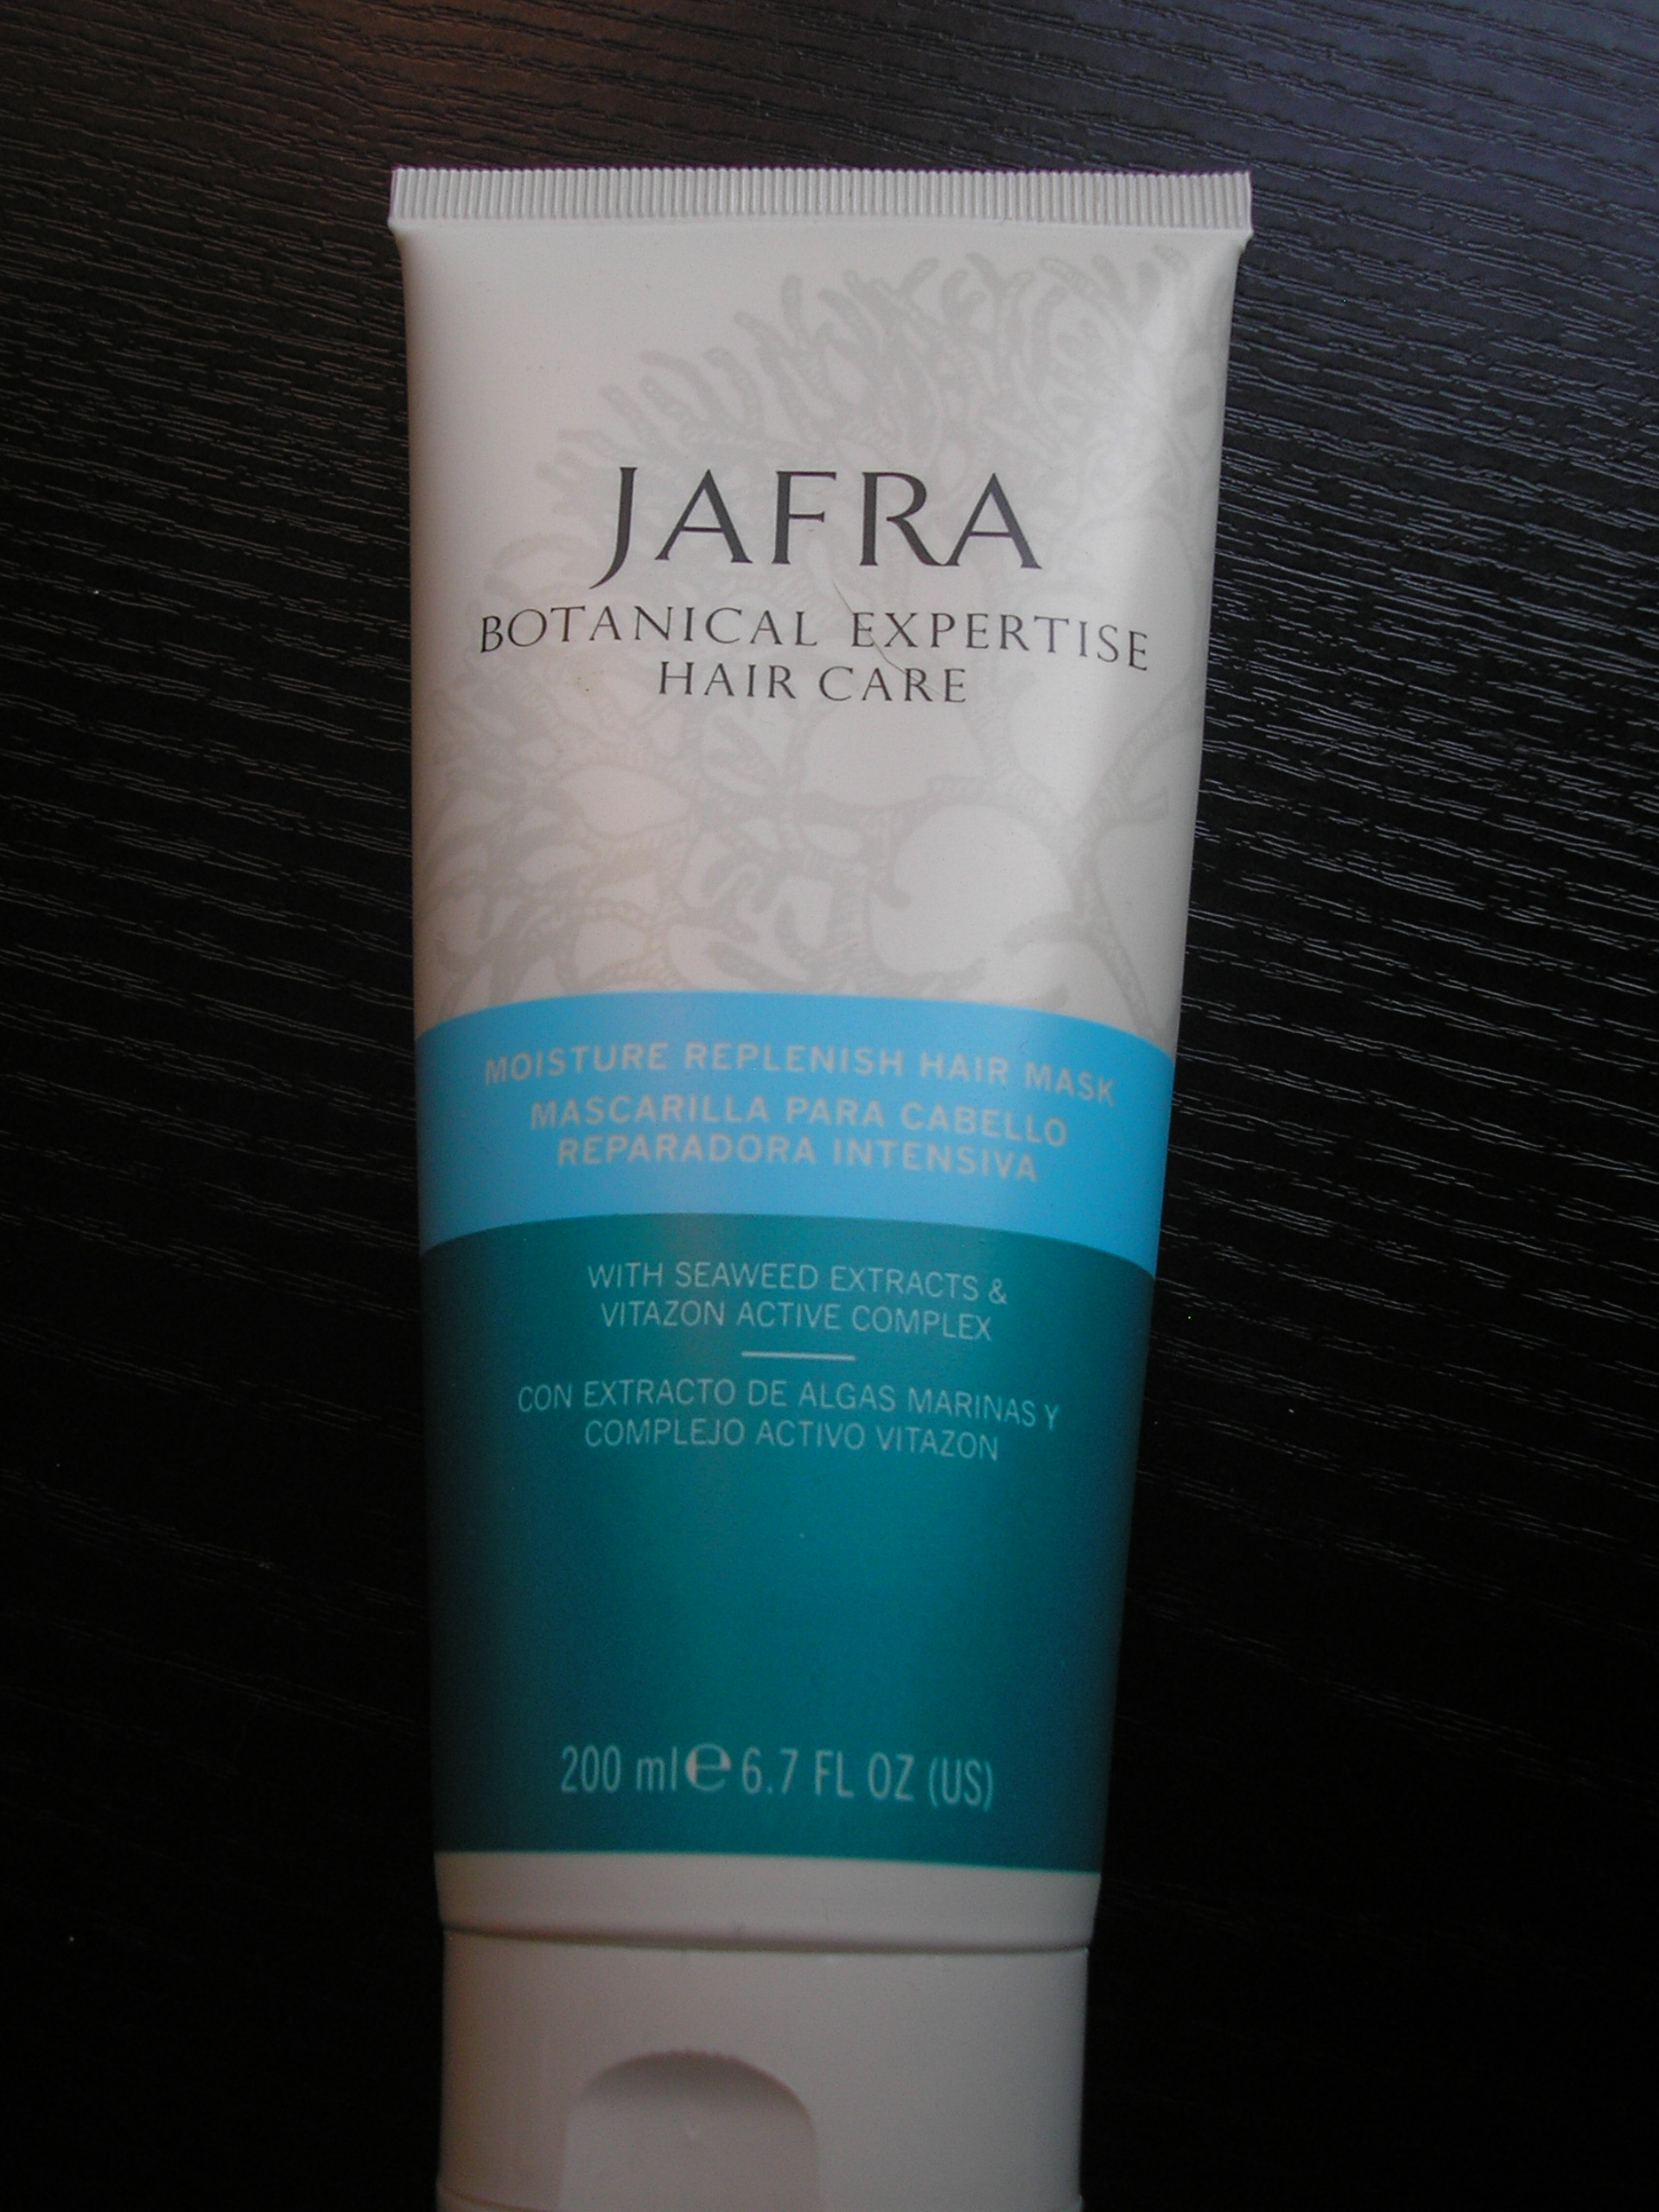 JAFRA
BOTANICAL EXPERTISE
HAIR CARE
MOISTURE REPLENISH HAIR MASK
MASCARILLA PARA CABELLO
REPARADORA INTENSIVA
WITH SEAWEED EXTRACTS &
VITAZON ACTIVE COMPLEX
CON EXTRACTO DE ALGAS MARINAS Y
COMPLEJO ACTIVO VITAZON
200 ml e 6.7 FL OZ (US)